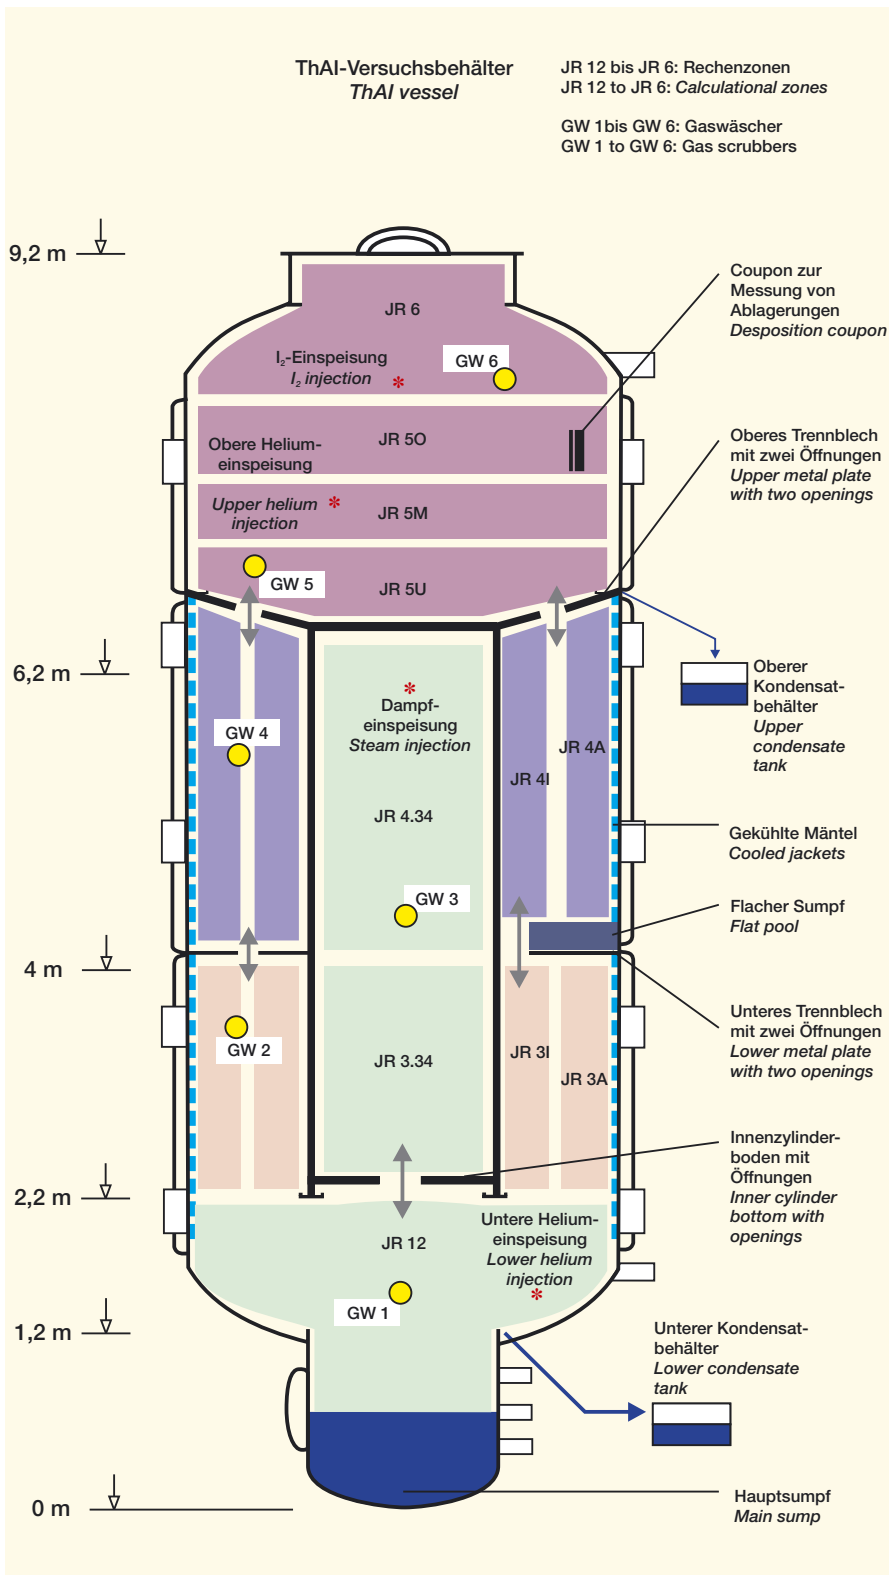 ThAI-Versuchsbehälter
ThAI vessel
JR 12 bis JR 6: Rechenzonen
JR 12 to JR 6: Calculational zones
GW 1bis GW 6: Gaswäscher
GW 1 to GW 6: Gas scrubbers
9,2 m
Coupon zur
Messung von
Ablagerungen
Desposition coupon
JR 6
I₂-Einspeisung
I₂ injection
GW 6
JR 5O
Obere Helium-
einspeisung
Oberes Trennblech
mit zwei Öffnungen
Upper metal plate
with two openings
Upper helium
injection
JR 5M
GW 5
JR 5U
6,2 m
Oberer
Kondensat-
behälter
Upper
condensate
tank
Dampf-
einspeisung
Steam injection
GW 4
JR 4I
JR 4A
JR 4.34
Gekühlte Mäntel
Cooled jackets
GW 3
Flacher Sumpf
Flat pool
4 m
Unteres Trennblech
mit zwei Öffnungen
Lower metal plate
with two openings
GW 2
JR 3.34
JR 3I
JR 3A
Innenzylinder-
boden mit
Öffnungen
Inner cylinder
bottom with
openings
2,2 m
JR 12
Untere Helium-
einspeisung
Lower helium
injection
GW 1
1,2 m
Unterer Kondensat-
behälter
Lower condensate
tank
0 m
Hauptsumpf
Main sump